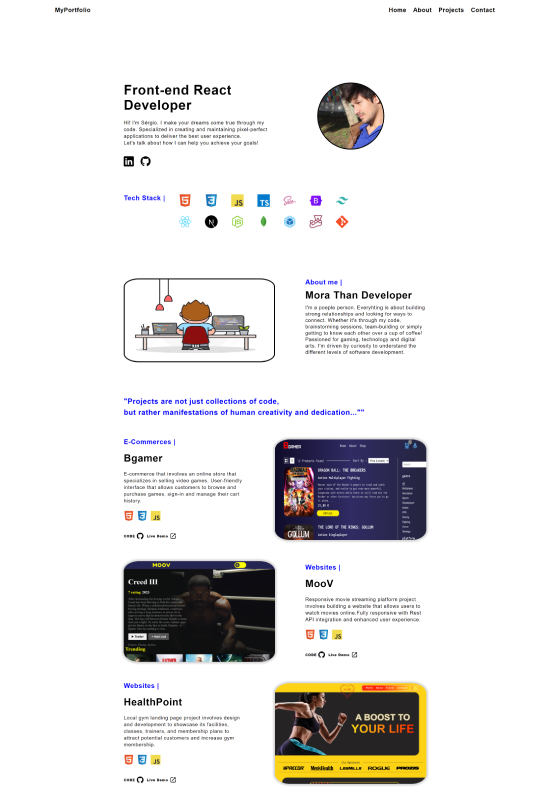 MyPortfolio
Home About Projects Contact
Front-end React
Developer
Hi! I'm Sérgio. I make your dreams come true through my
code. Specialized in creating and maintaining pixel-perfect
applications to deliver the best user experience.
Let's talk about how I can help you achieve your goals!
Tech Stack |
About me |
Mora Than Developer
I'm a poeple person. Everyhting is about building
strong relationships and looking for ways to
connect. Whether it's through my code,
brainstorming sessions, team-building or simply
getting to know each other over a cup of coffee!
Passioned for gaming, technology and digital
arts. I'm driven by curiosity to understand the
different levels of software development.
"Projects are not just collections of code,
but rather manifestations of human creativity and dedication...""
E-Commerces |
Bgamer
E-commerce that involves an online store that
specializes in selling video games. User-friendly
interface that allows customers to browse and
purchase games. sign-in and manage their cart
history.
CODE Live Demo
GAMER
Home About Shop
DRAGON BALL: THE BREAKERS
THE LORD OF THE RINGS: GOLLUM
MOOV
Creed III
Trending
Websites |
MooV
Responsive movie streaming platform project
involves building a website that allows users to
watch movies online.Fully responsive with Rest
API integration and enhanced user experience.
CODE Live Demo
Websites |
HealthPoint
Local gym landing page project involves design
and development to showcase its facilities,
classes, trainers, and membership plans to
attract potential customers and increase gym
membership.
CODE Live Demo
A BOOST TO
YOUR LIFE
ROGUE